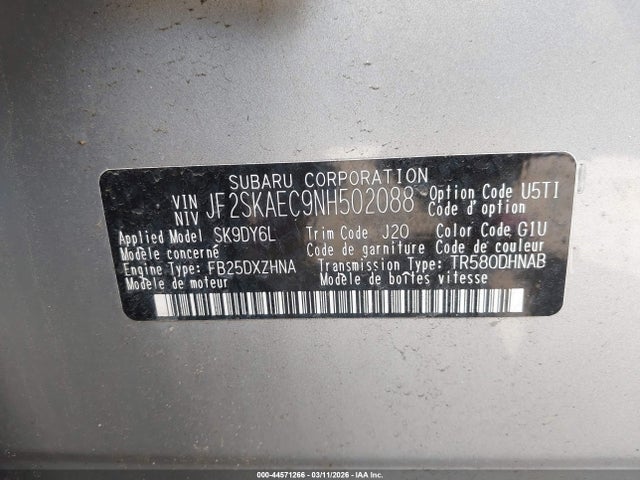 SUBARU CORPORATION
VIN
NIV JF2SKAEC9NH502088 Option Code U5TI
Code d'option
Applied Model SK9DY6L Trim Code J20 Color Code G1U
Modèle concerné Code de garniture Code de couleur
Engine Type: FB25DXZHNA Transmission Type: TR580DHNAB
Modèle de moteur Modèle de boîtes vitesse
000-44571266 - 03/11/2026 - IAAI, Inc.